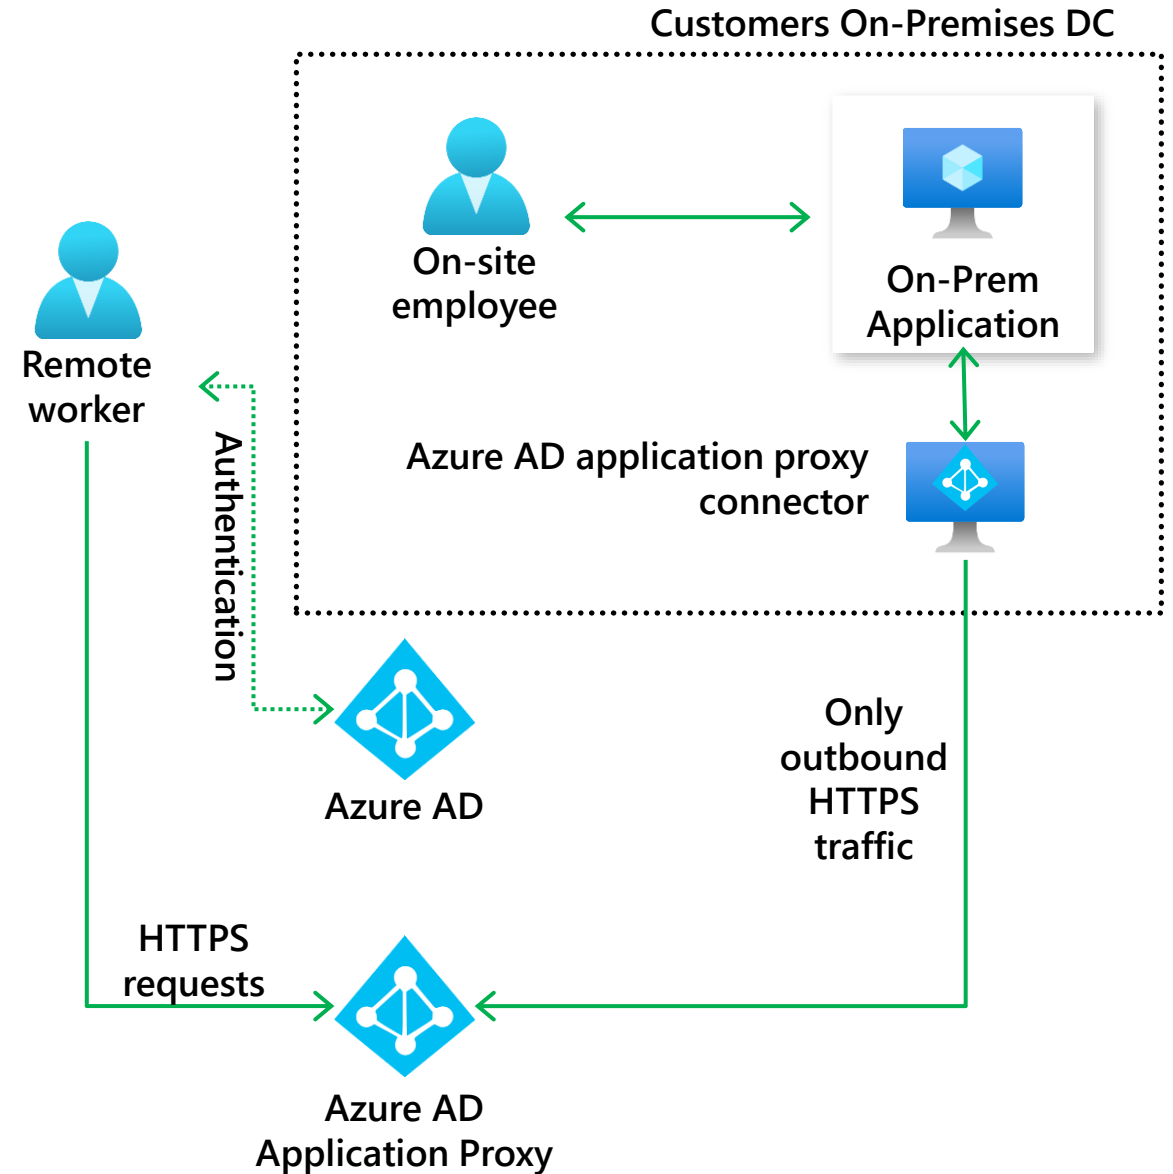 Customers On-Premises DC
On-site
employee
On-Prem
Application
Remote
worker
Authentication
Azure AD application proxy
connector
Azure AD
Only
outbound
HTTPS
traffic
HTTPS
requests
Azure AD
Application Proxy